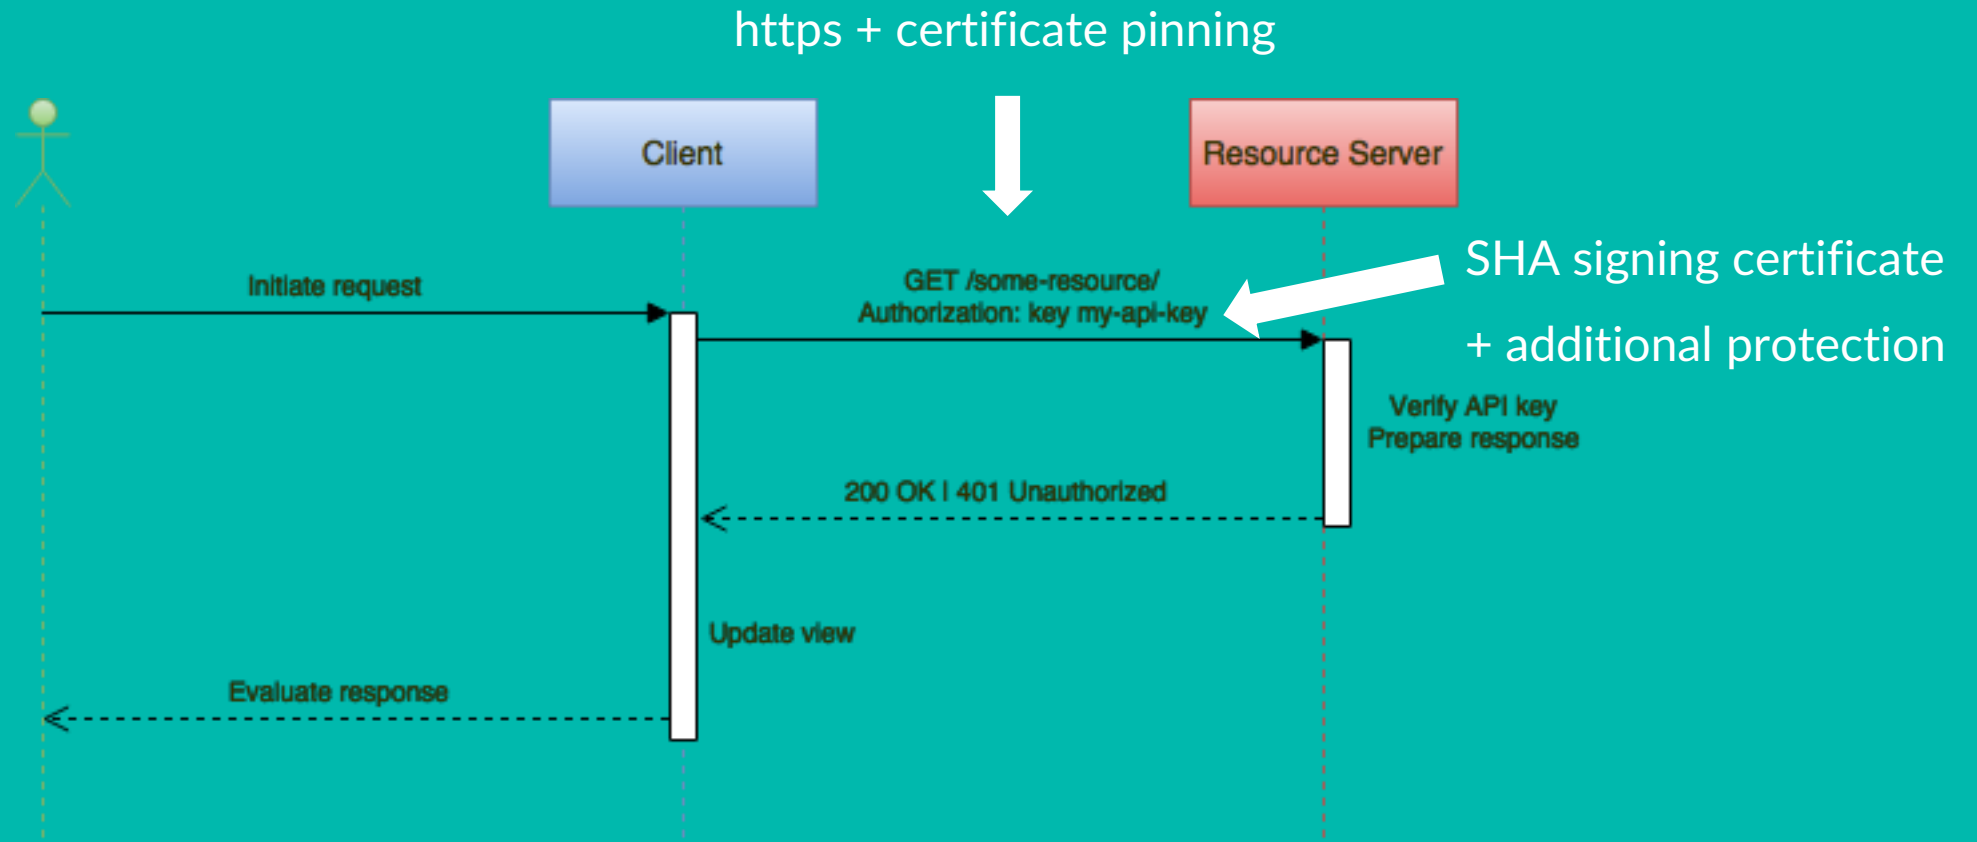 https + certificate pinning
Client
Resource Server
SHA signing certificate
+ additional protection
Initiate request
GET /some-resource/
Authorization: key my-api-key
Verify API key
Prepare response
200 OK | 401 Unauthorized
Update view
Evaluate response